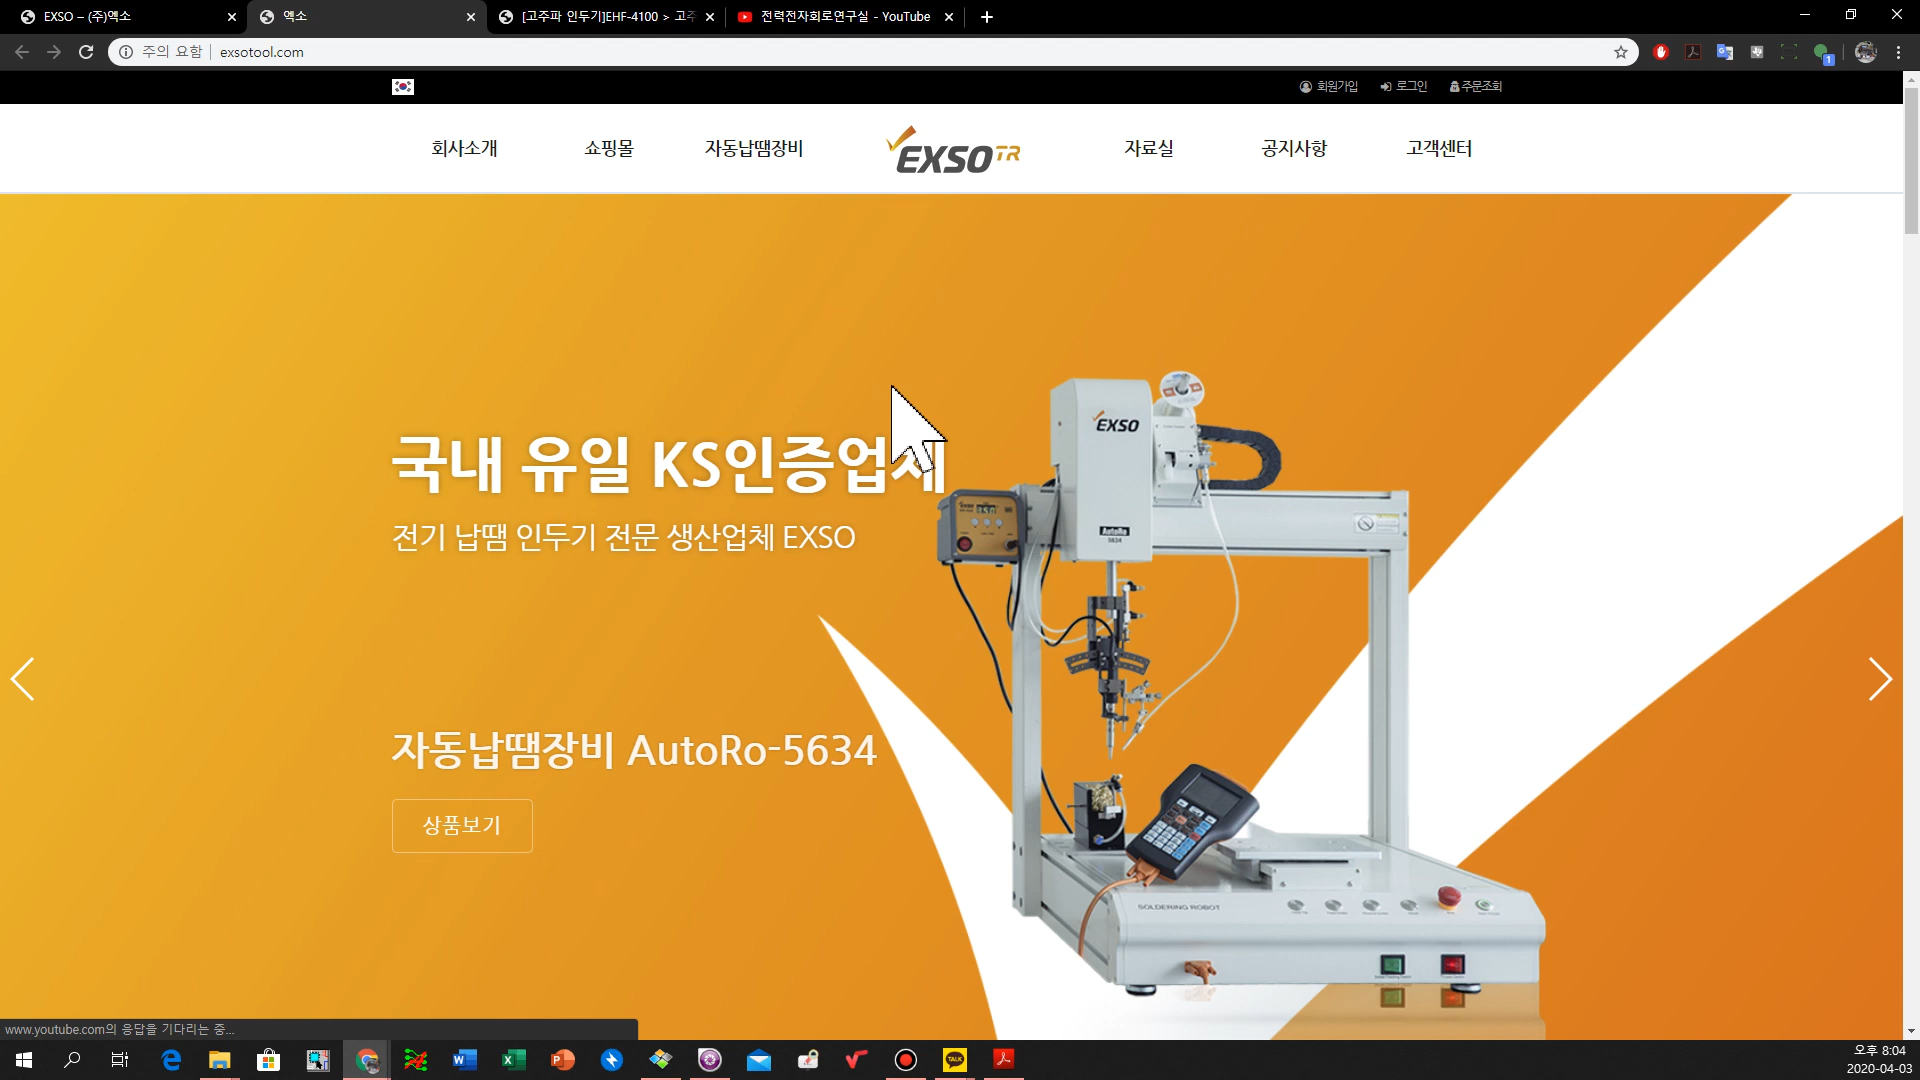 EXSO – (주)엑소
엑소
[고주파 인두기]EHF-4100 > 고주
전력전자회로연구실 - YouTube
주의 요함
exsotool.com
1
회원가입
로그인
주문조회
회사소개
쇼핑몰
자동납땜장비
EXSO TR
자료실
공지사항
고객센터
EXSO
국내 유일 KS인증업체
전기 납땜 인두기 전문 생산업체 EXSO
AutoRo
5634
자동납땜장비 AutoRo-5634
상품보기
SOLDERING ROBOT
www.youtube.com의 응답을 기다리는 중...
TALK
오후 8:04
2020-04-03